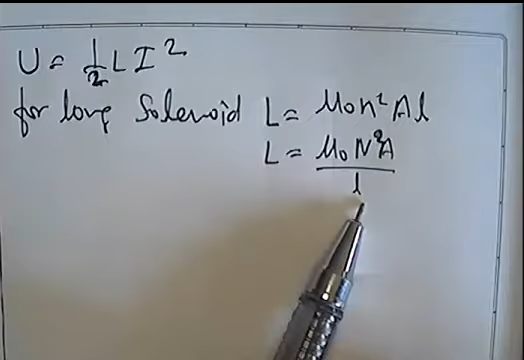 U = 1/2 L I²
for long Solenoid L = μ₀n²Al
L = μ₀N²A / l